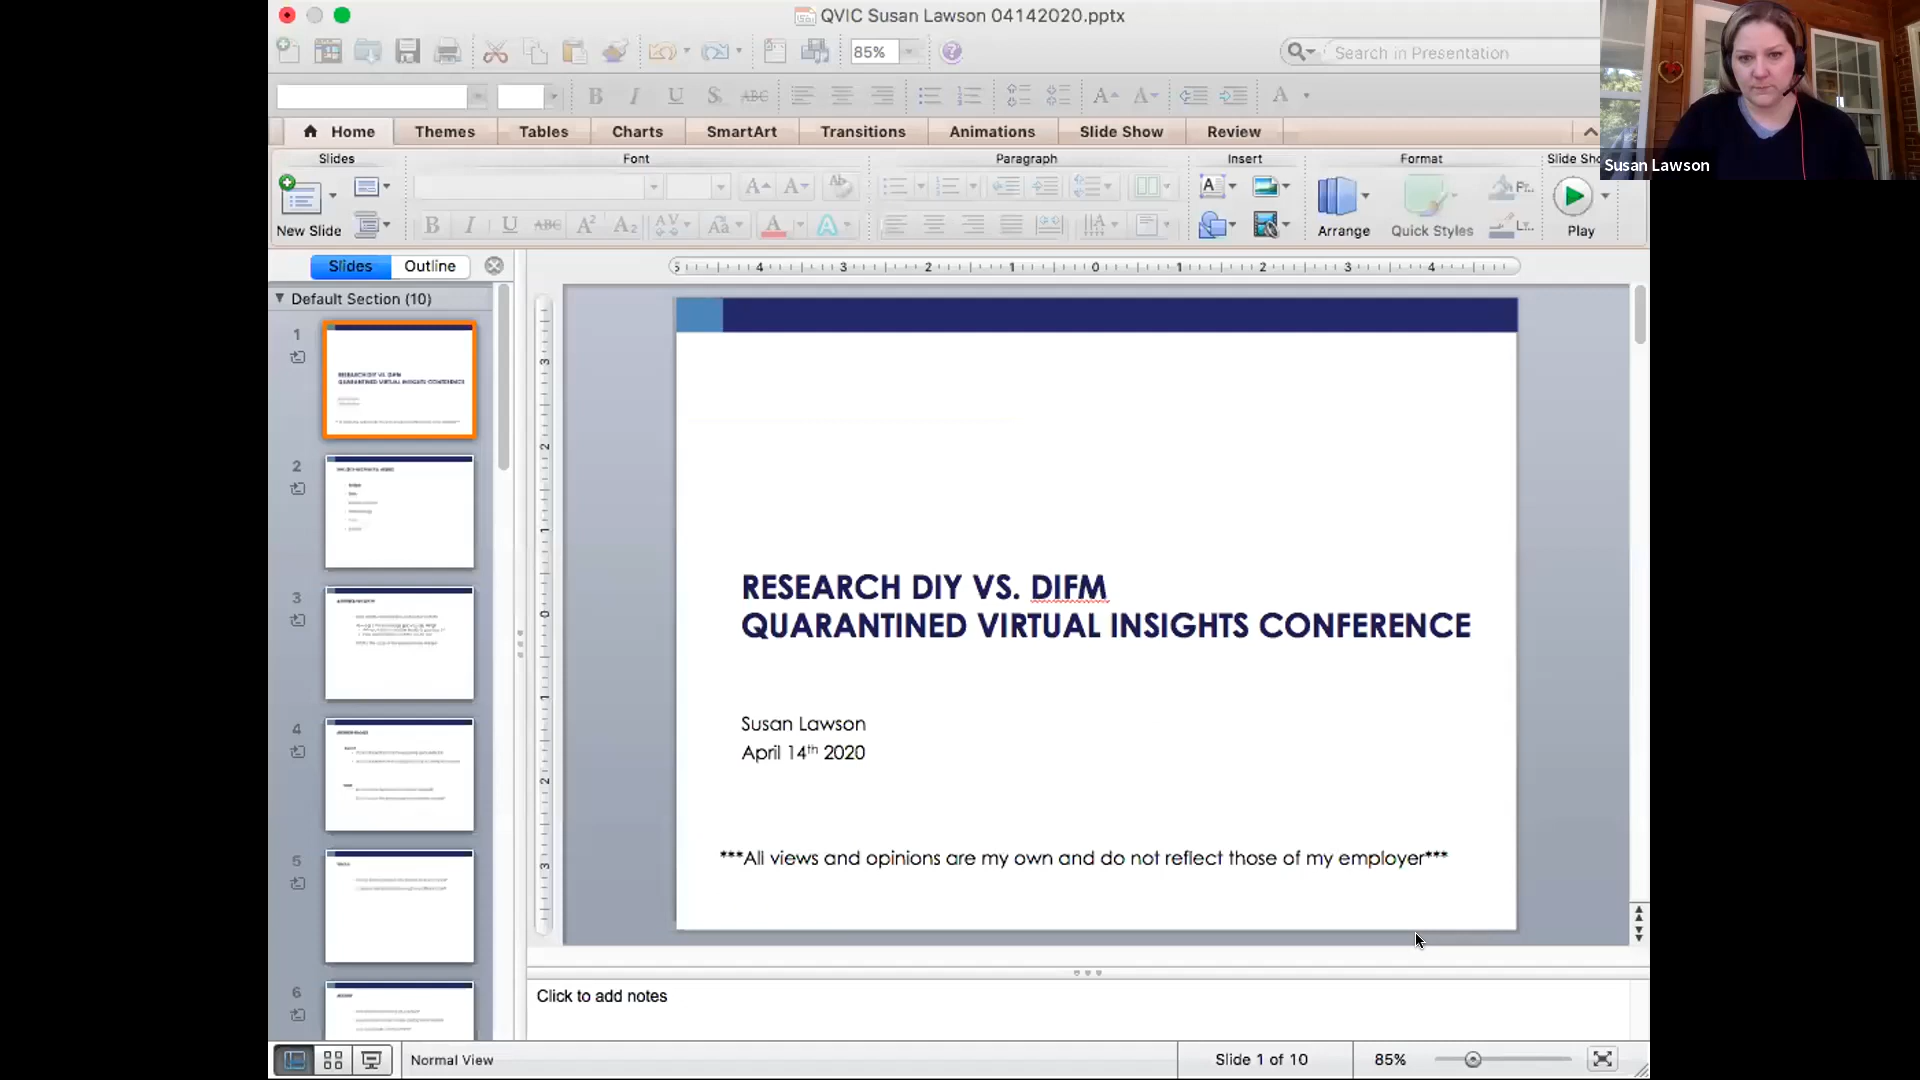 QVIC Susan Lawson 04142020.pptx
85%
Search in Presentation
Home
Themes
Tables
Charts
SmartArt
Transitions
Animations
Slide Show
Review
Slides
Font
Paragraph
Insert
Format
Slide Sho
New Slide
Arrange
Quick Styles
Play
Susan Lawson
Slides
Outline
Default Section (10)
1
2
3
4
5
6
RESEARCH DIY VS. DIFM
QUARANTINED VIRTUAL INSIGHTS CONFERENCE
Susan Lawson
April 14th 2020
***All views and opinions are my own and do not reflect those of my employer***
Click to add notes
Normal View
Slide 1 of 10
85%